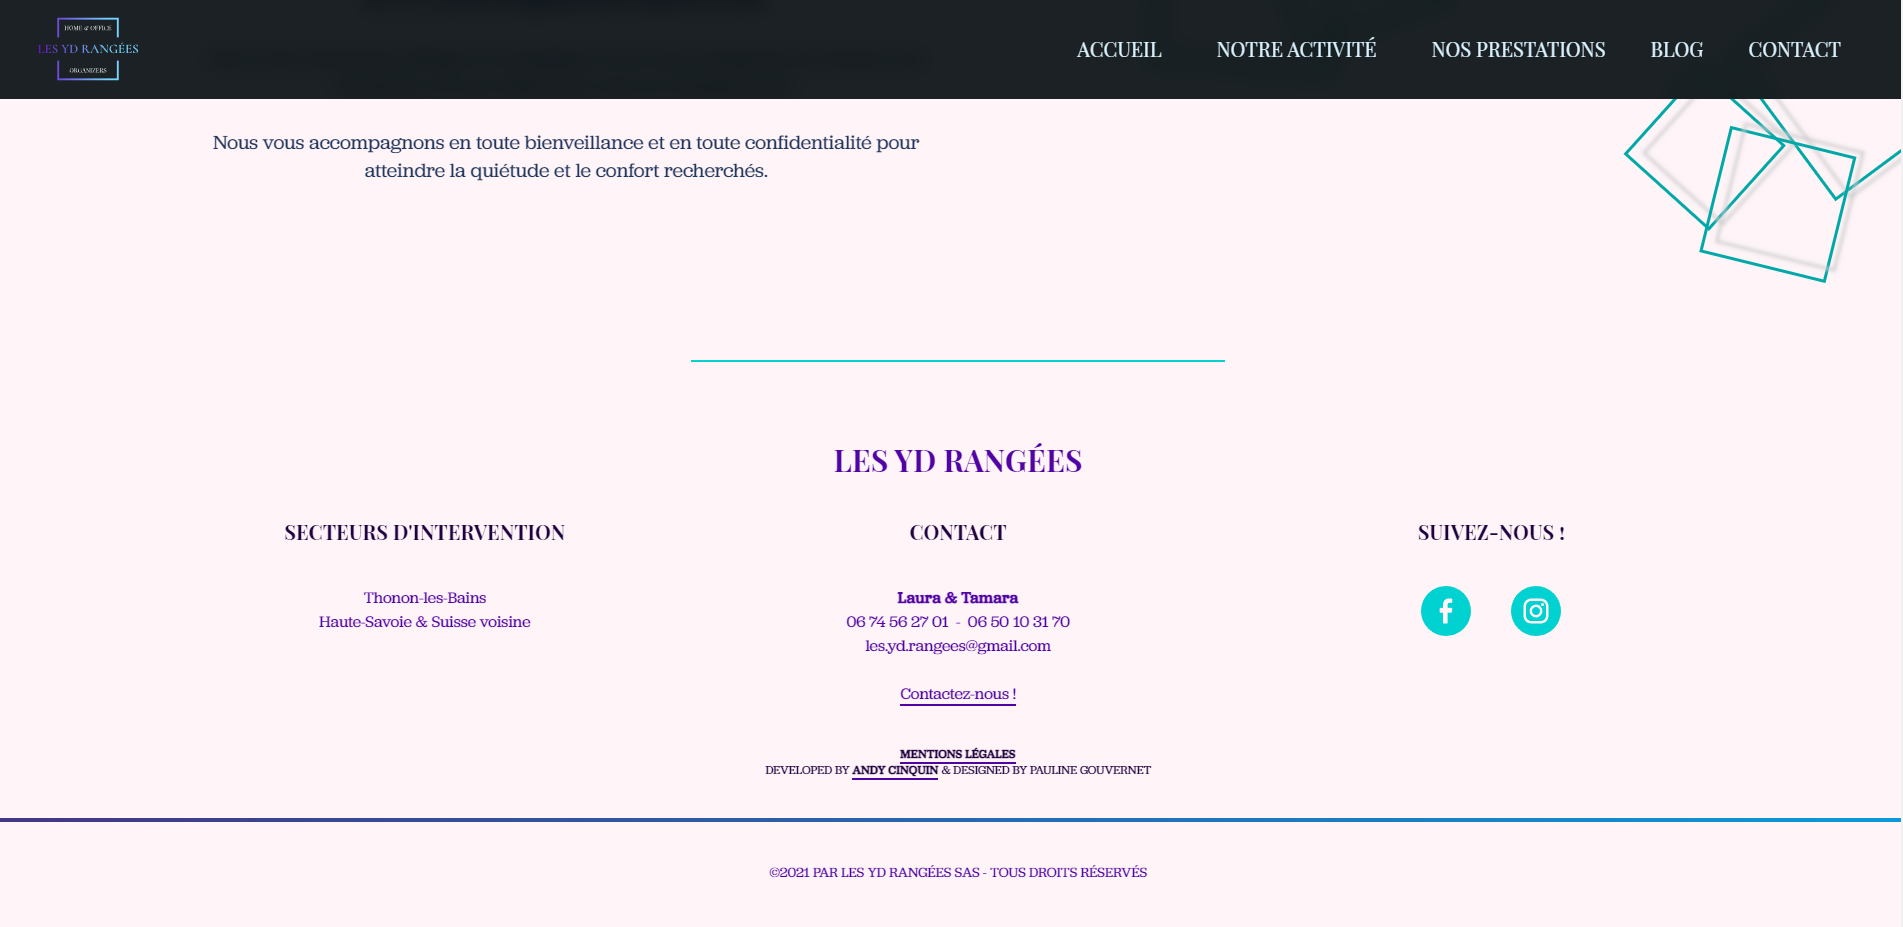 HOME & OFFICE
LES YD RANGÉES
ORGANIZERS
ACCUEIL
NOTRE ACTIVITÉ
NOS PRESTATIONS
BLOG
CONTACT
Nous vous accompagnons en toute bienveillance et en toute confidentialité pour
atteindre la quiétude et le confort recherchés.
LES YD RANGÉES
SECTEURS D'INTERVENTION
Thonon-les-Bains
Haute-Savoie & Suisse voisine
CONTACT
Laura & Tamara
06 74 56 27 01 - 06 50 10 31 70
les.yd.rangees@gmail.com
Contactez-nous !
SUIVEZ-NOUS !
MENTIONS LÉGALES
DEVELOPED BY ANDY CINQUIN & DESIGNED BY PAULINE GOUVERNET
©2021 PAR LES YD RANGÉES SAS - TOUS DROITS RÉSERVÉS